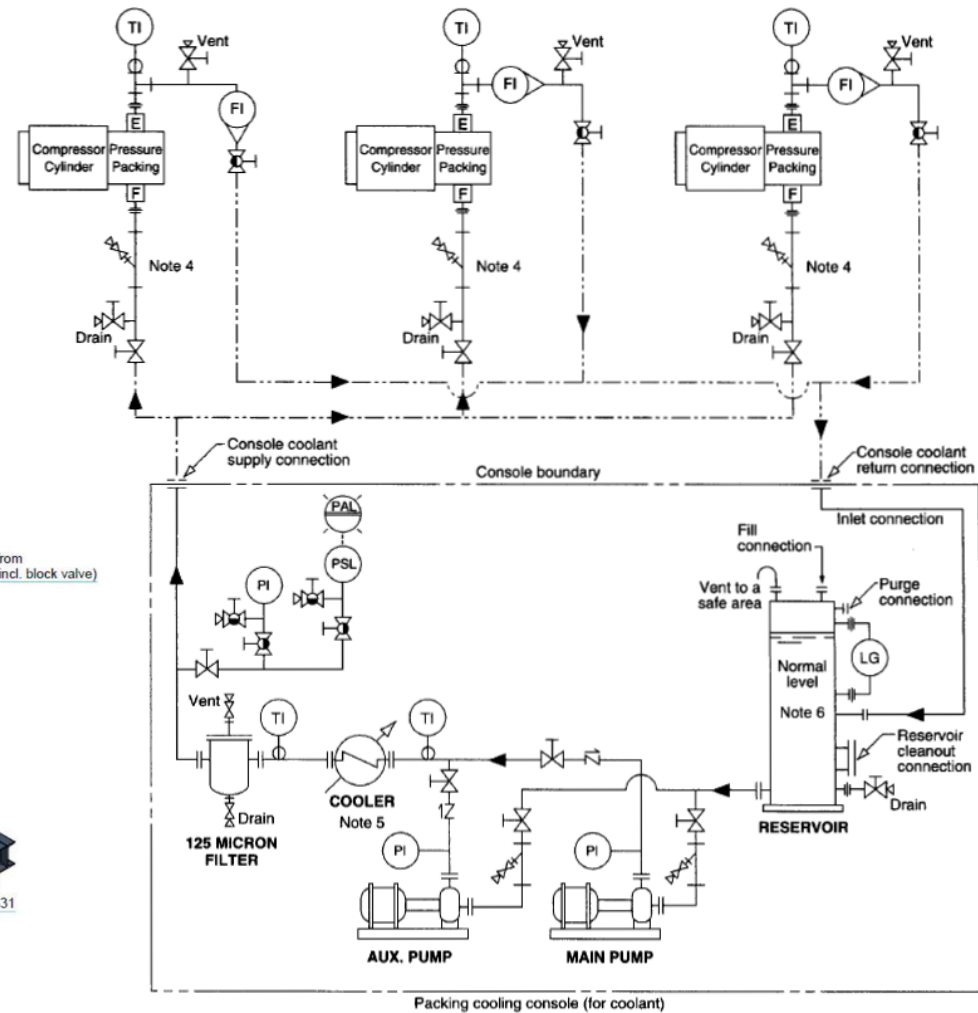 TI
Vent
FI
E
Compressor
Cylinder
Pressure
Packing
F
Note 4
Drain
TI
Vent
FI
E
Compressor
Cylinder
Pressure
Packing
F
Note 4
Drain
TI
Vent
FI
E
Compressor
Cylinder
Pressure
Packing
F
Note 4
Drain
Console coolant
supply connection
Console boundary
Console coolant
return connection
Inlet connection
PAL
PSL
PI
Fill
connection
Vent to a
safe area
Purge
connection
LG
Normal
level
Note 6
Reservoir
cleanout
connection
Drain
RESERVOIR
rom
incl. block valve)
Vent
TI
TI
Drain
125 MICRON
FILTER
COOLER
Note 5
PI
PI
31
AUX. PUMP
MAIN PUMP
Packing cooling console (for coolant)